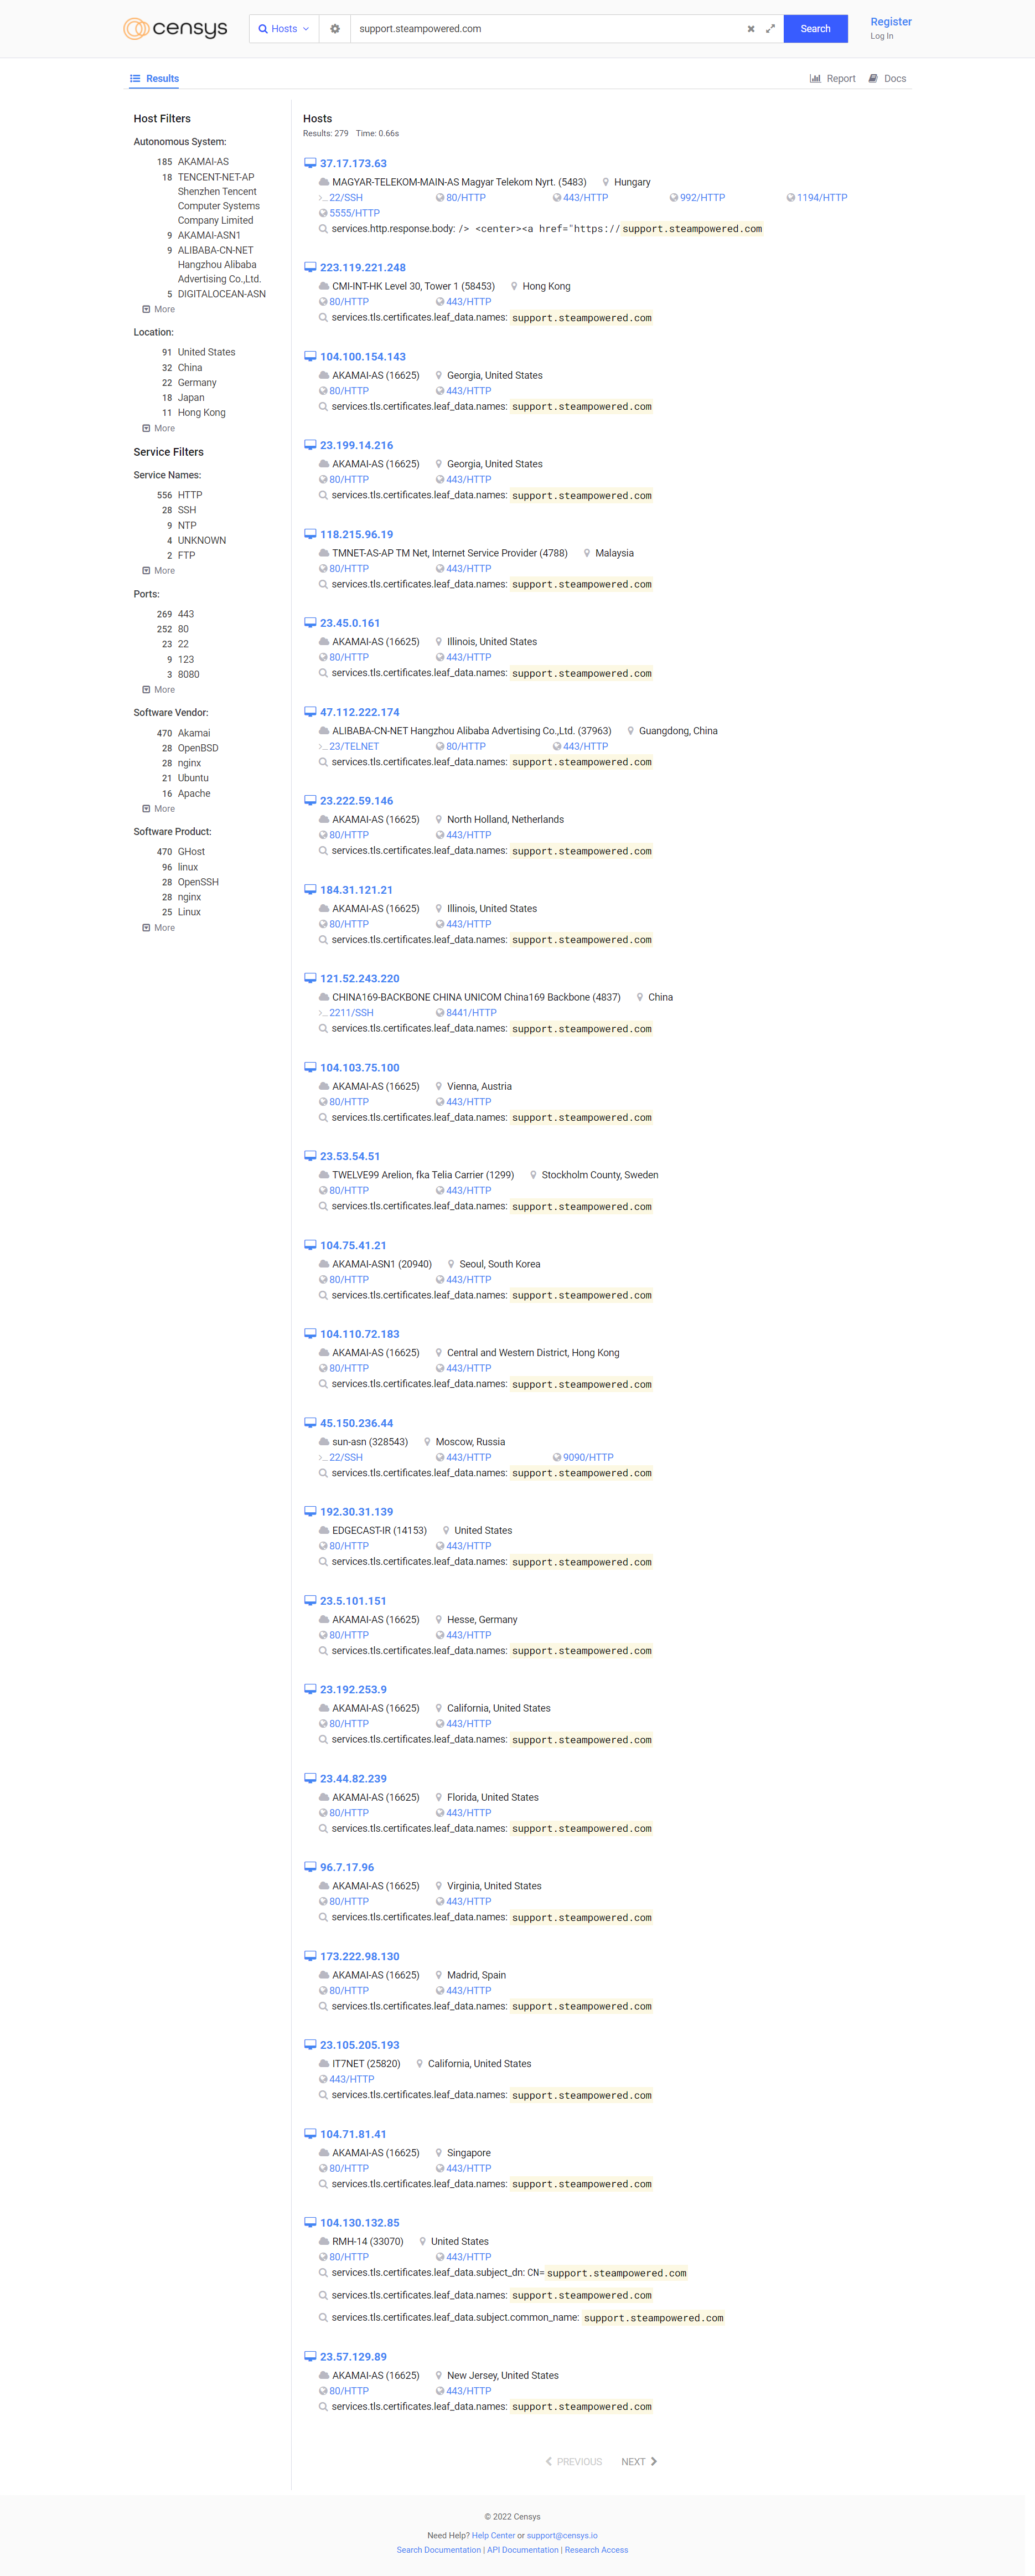 censys
Hosts
support.steampowered.com
Search
Register
Log In
Results
Report
Docs
Host Filters
Autonomous System:
185 AKAMAI-AS
18 TENCENT-NET-AP
Shenzhen Tencent
Computer Systems
Company Limited
9 AKAMAI-ASN1
9 ALIBABA-CN-NET
Hangzhou Alibaba
Advertising Co.,Ltd.
5 DIGITALOCEAN-ASN
More
Location:
91 United States
32 China
22 Germany
18 Japan
11 Hong Kong
More
Service Filters
Service Names:
556 HTTP
28 SSH
9 NTP
4 UNKNOWN
2 FTP
More
Ports:
269 443
252 80
23 22
9 123
3 8080
More
Software Vendor:
470 Akamai
28 OpenBSD
28 nginx
21 Ubuntu
16 Apache
More
Software Product:
470 GHost
96 linux
28 OpenSSH
28 nginx
25 Linux
More
Hosts
Results: 279 Time: 0.66s
37.17.173.63
MAGYAR-TELEKOM-MAIN-AS Magyar Telekom Nyrt. (5483) Hungary
22/SSH 80/HTTP 443/HTTP 992/HTTP 1194/HTTP
5555/HTTP
services.http.response.body: /> <center><a href="https://support.steampowered.com
223.119.221.248
CMI-INT-HK Level 30, Tower 1 (58453) Hong Kong
80/HTTP 443/HTTP
services.tls.certificates.leaf_data.names: support.steampowered.com
104.100.154.143
AKAMAI-AS (16625) Georgia, United States
80/HTTP 443/HTTP
services.tls.certificates.leaf_data.names: support.steampowered.com
23.199.14.216
AKAMAI-AS (16625) Georgia, United States
80/HTTP 443/HTTP
services.tls.certificates.leaf_data.names: support.steampowered.com
118.215.96.19
TMNET-AS-AP TM Net, Internet Service Provider (4788) Malaysia
80/HTTP 443/HTTP
services.tls.certificates.leaf_data.names: support.steampowered.com
23.45.0.161
AKAMAI-AS (16625) Illinois, United States
80/HTTP 443/HTTP
services.tls.certificates.leaf_data.names: support.steampowered.com
47.112.222.174
ALIBABA-CN-NET Hangzhou Alibaba Advertising Co.,Ltd. (37963) Guangdong, China
23/TELNET 80/HTTP 443/HTTP
services.tls.certificates.leaf_data.names: support.steampowered.com
23.222.59.146
AKAMAI-AS (16625) North Holland, Netherlands
80/HTTP 443/HTTP
services.tls.certificates.leaf_data.names: support.steampowered.com
184.31.121.21
AKAMAI-AS (16625) Illinois, United States
80/HTTP 443/HTTP
services.tls.certificates.leaf_data.names: support.steampowered.com
121.52.243.220
CHINA169-BACKBONE CHINA UNICOM China169 Backbone (4837) China
2211/SSH 8441/HTTP
services.tls.certificates.leaf_data.names: support.steampowered.com
104.103.75.100
AKAMAI-AS (16625) Vienna, Austria
80/HTTP 443/HTTP
services.tls.certificates.leaf_data.names: support.steampowered.com
23.53.54.51
TWELVE99 Arelion, fka Telia Carrier (1299) Stockholm County, Sweden
80/HTTP 443/HTTP
services.tls.certificates.leaf_data.names: support.steampowered.com
104.75.41.21
AKAMAI-ASN1 (20940) Seoul, South Korea
80/HTTP 443/HTTP
services.tls.certificates.leaf_data.names: support.steampowered.com
104.110.72.183
AKAMAI-AS (16625) Central and Western District, Hong Kong
80/HTTP 443/HTTP
services.tls.certificates.leaf_data.names: support.steampowered.com
45.150.236.44
sun-asn (328543) Moscow, Russia
22/SSH 443/HTTP 9090/HTTP
services.tls.certificates.leaf_data.names: support.steampowered.com
192.30.31.139
EDGECAST-IR (14153) United States
80/HTTP 443/HTTP
services.tls.certificates.leaf_data.names: support.steampowered.com
23.5.101.151
AKAMAI-AS (16625) Hesse, Germany
80/HTTP 443/HTTP
services.tls.certificates.leaf_data.names: support.steampowered.com
23.192.253.9
AKAMAI-AS (16625) California, United States
80/HTTP 443/HTTP
services.tls.certificates.leaf_data.names: support.steampowered.com
23.44.82.239
AKAMAI-AS (16625) Florida, United States
80/HTTP 443/HTTP
services.tls.certificates.leaf_data.names: support.steampowered.com
96.7.17.96
AKAMAI-AS (16625) Virginia, United States
80/HTTP 443/HTTP
services.tls.certificates.leaf_data.names: support.steampowered.com
173.222.98.130
AKAMAI-AS (16625) Madrid, Spain
80/HTTP 443/HTTP
services.tls.certificates.leaf_data.names: support.steampowered.com
23.105.205.193
IT7NET (25820) California, United States
443/HTTP
services.tls.certificates.leaf_data.names: support.steampowered.com
104.71.81.41
AKAMAI-AS (16625) Singapore
80/HTTP 443/HTTP
services.tls.certificates.leaf_data.names: support.steampowered.com
104.130.132.85
RMH-14 (33070) United States
80/HTTP 443/HTTP
services.tls.certificates.leaf_data.subject_dn: CN=support.steampowered.com
services.tls.certificates.leaf_data.names: support.steampowered.com
services.tls.certificates.leaf_data.subject.common_name: support.steampowered.com
23.57.129.89
AKAMAI-AS (16625) New Jersey, United States
80/HTTP 443/HTTP
services.tls.certificates.leaf_data.names: support.steampowered.com
PREVIOUS NEXT
© 2022 Censys
Need Help? Help Center or support@censys.io
Search Documentation | API Documentation | Research Access